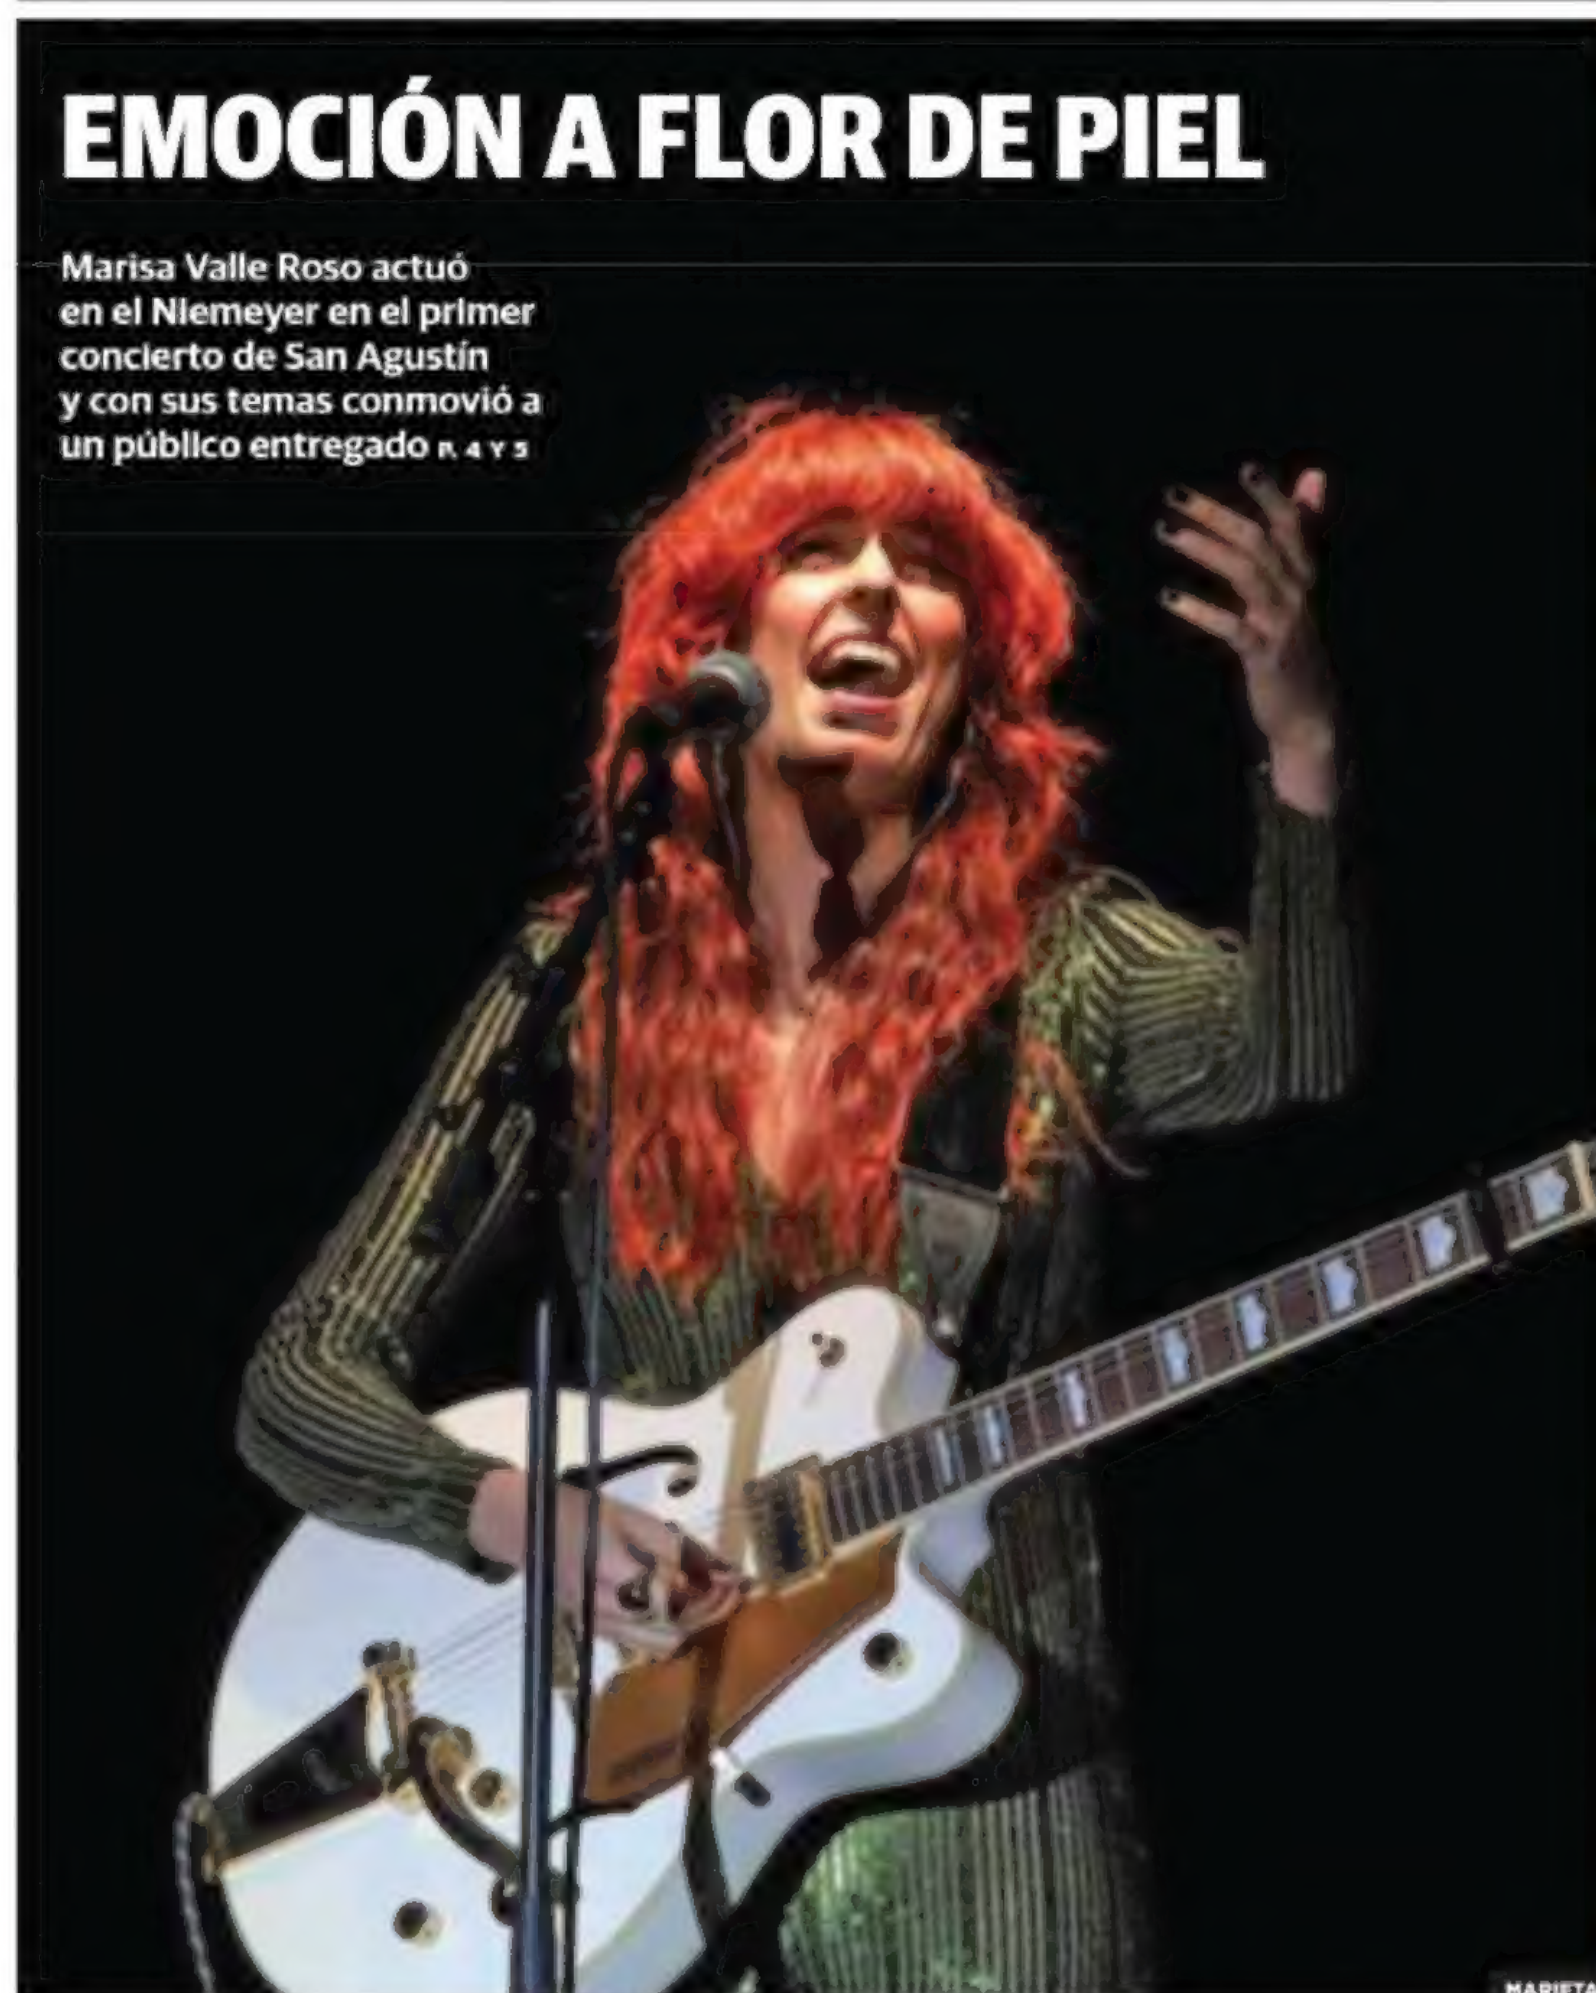 EMOCIÓN A FLOR DE PIEL
Marisa Valle Roso actuó
en el Niemeyer en el primer
concierto de San Agustín
y con sus temas conmovió a
un público entregado P. 4 Y 5
MARIETA